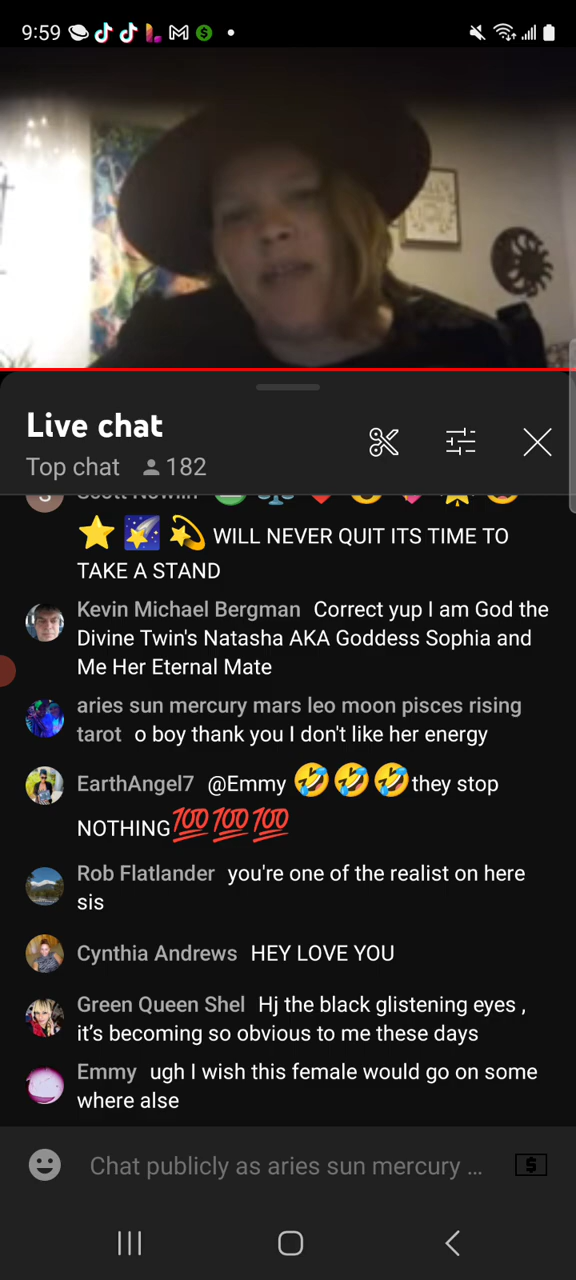 9:59
Live chat
Top chat 182
WILL NEVER QUIT ITS TIME TO
TAKE A STAND
Kevin Michael Bergman Correct yup I am God the
Divine Twin's Natasha AKA Goddess Sophia and
Me Her Eternal Mate
aries sun mercury mars leo moon pisces rising
tarot o boy thank you I don't like her energy
EarthAngel7 @Emmy 🤣🤣🤣they stop
NOTHING💯💯💯
Rob Flatlander you're one of the realist on here
sis
Cynthia Andrews HEY LOVE YOU
Green Queen Shel Hj the black glistening eyes ,
it's becoming so obvious to me these days
Emmy ugh I wish this female would go on some
where alse
Chat publicly as aries sun mercury ...